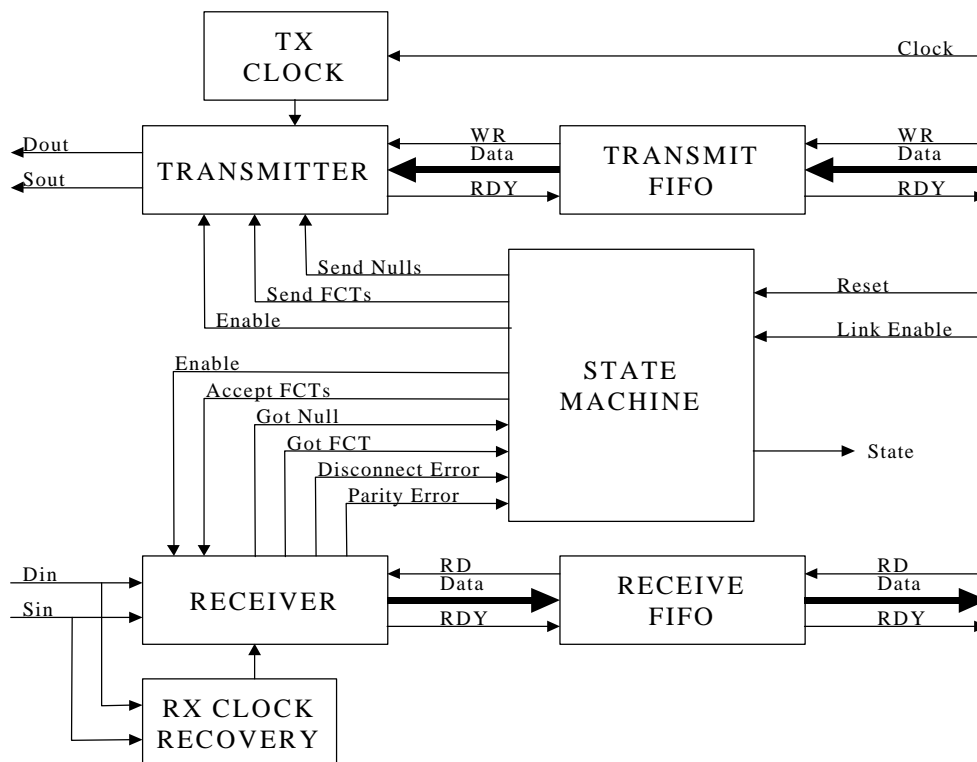 TX
CLOCK
Clock
Dout
Sout
TRANSMITTER
WR
Data
RDY
TRANSMIT
FIFO
WR
Data
RDY
Send Nulls
Send FCTs
Enable
Reset
Link Enable
STATE
MACHINE
Enable
Accept FCTs
Got Null
Got FCT
Disconnect Error
Parity Error
State
Din
Sin
RECEIVER
RD
Data
RDY
RECEIVE
FIFO
RD
Data
RDY
RX CLOCK
RECOVERY